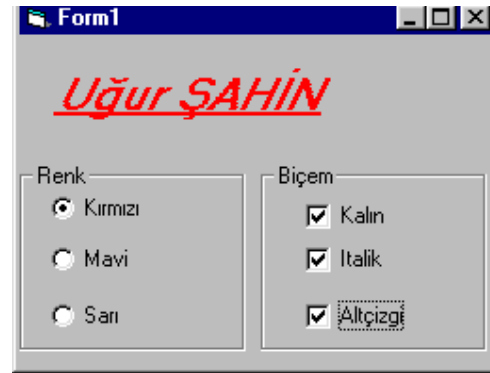 Form1
Uğur ŞAHİN
Renk
Kırmızı
Mavi
Sarı
Biçem
Kalın
Italik
Altçizgi